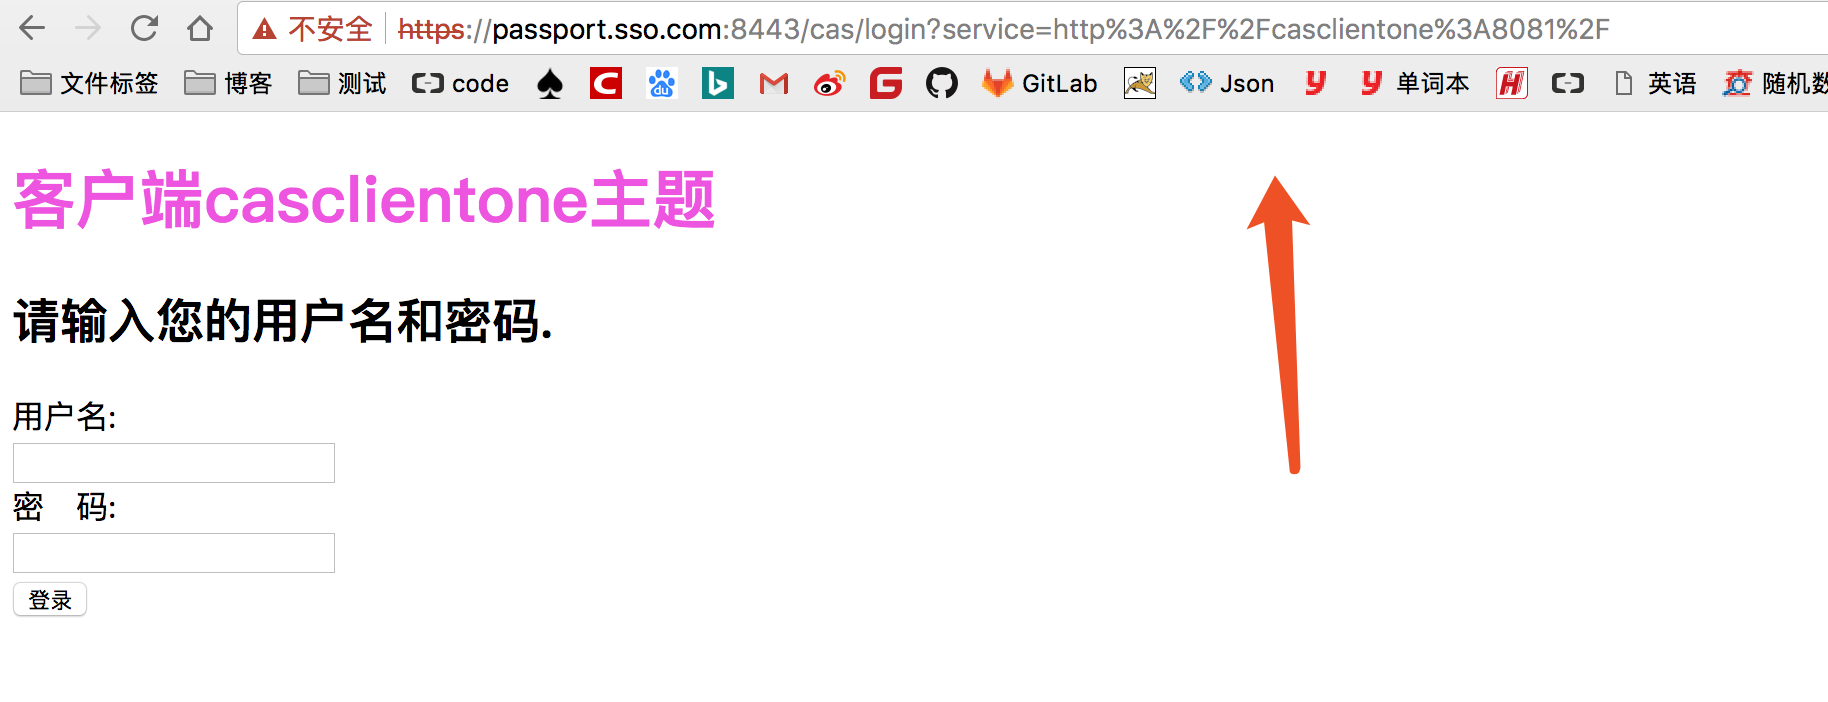 不安全 https://passport.sso.com:8443/cas/login?service=http%3A%2F%2Fcasclientone%3A8081%2F
文件标签 博客 测试 code C du b G GitLab Json y y 单词本 H 英语 查 随机数
客户端casclientone主题
请输入您的用户名和密码.
用户名:
密 码:
登录